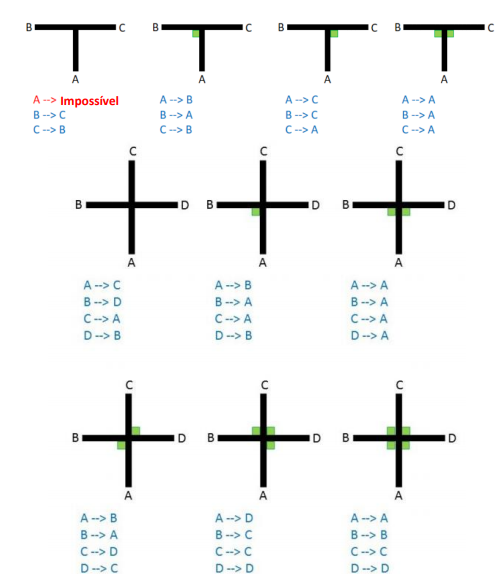 B C B C B C B C
A A A A
A --> Impossível A --> B A --> C A --> A
B --> C B --> A B --> C B --> A
C --> B C --> B C --> A C --> A
C C C
B D B D B D
A A A
A --> C A --> B A --> A
B --> D B --> A B --> A
C --> A C --> A C --> A
D --> B D --> B D --> A
C C C
B D B D B D
A A A
A --> B A --> D A --> A
B --> A B --> C B --> B
C --> D C --> C C --> C
D --> C D --> D D --> D